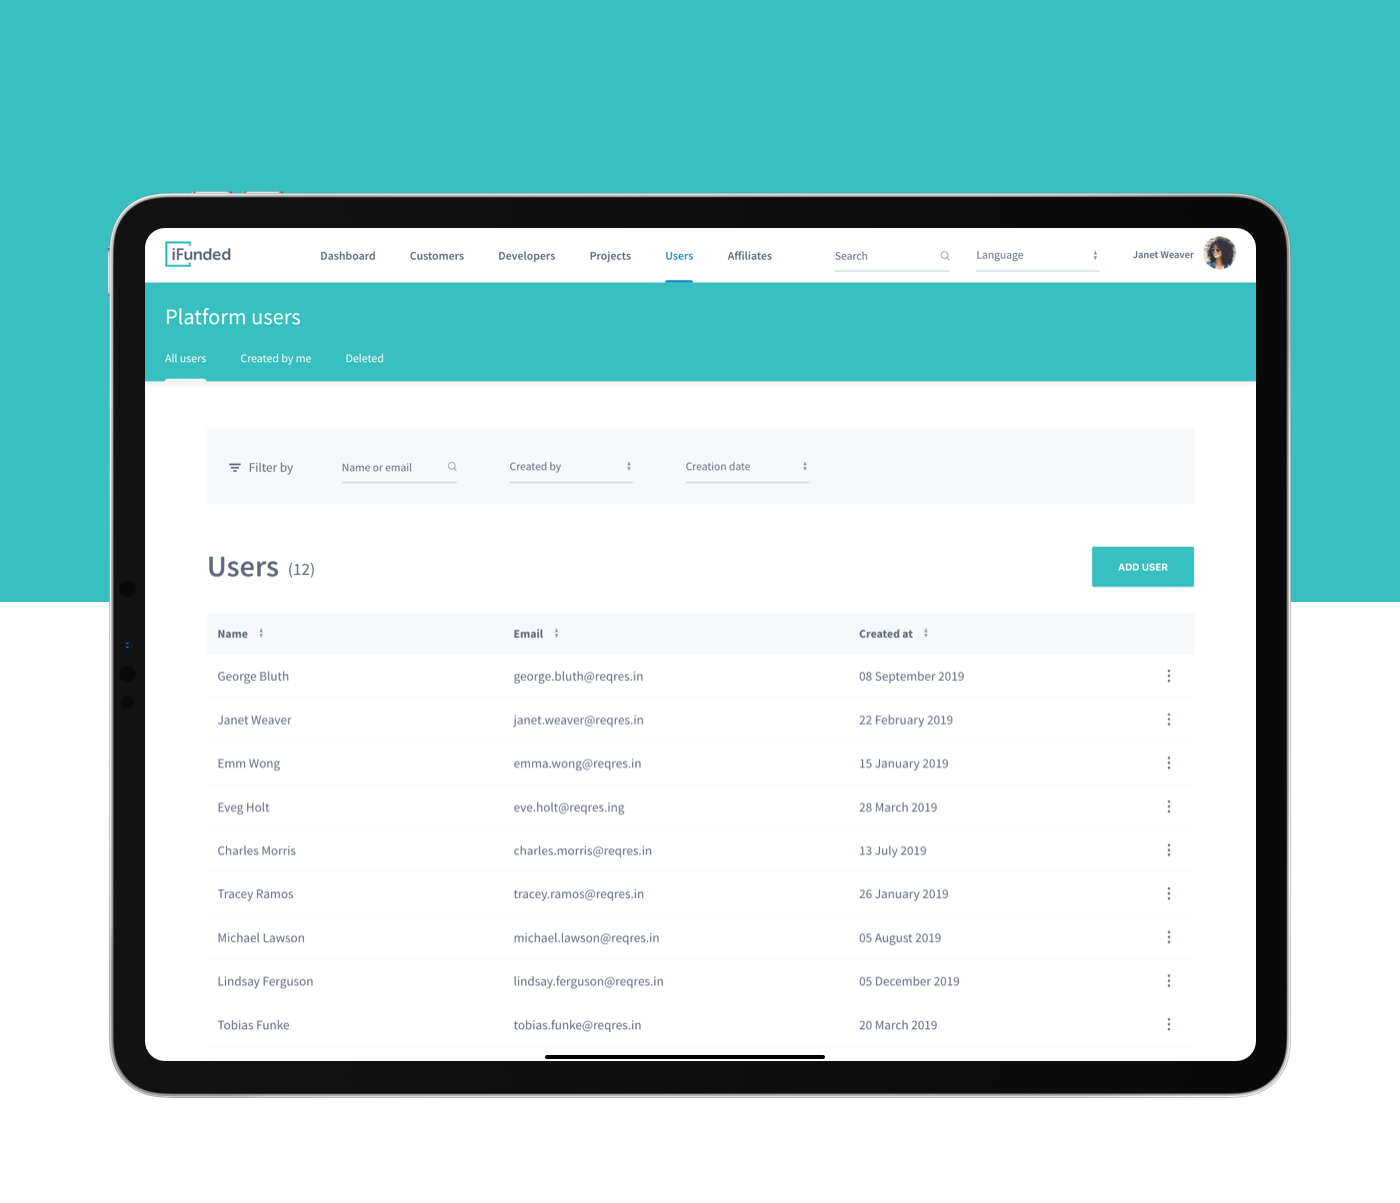 iFunded
Dashboard Customers Developers Projects Users Affiliates Search Language Janet Weaver
Platform users
All users Created by me Deleted
Filter by Name or email Created by Creation date
Users (12)
ADD USER
Name Email Created at
George Bluth george.bluth@reqres.in 08 September 2019
Janet Weaver janet.weaver@reqres.in 22 February 2019
Emm Wong emma.wong@reqres.in 15 January 2019
Eveg Holt eve.holt@reqres.ing 28 March 2019
Charles Morris charles.morris@reqres.in 13 July 2019
Tracey Ramos tracey.ramos@reqres.in 26 January 2019
Michael Lawson michael.lawson@reqres.in 05 August 2019
Lindsay Ferguson lindsay.ferguson@reqres.in 05 December 2019
Tobias Funke tobias.funke@reqres.in 20 March 2019